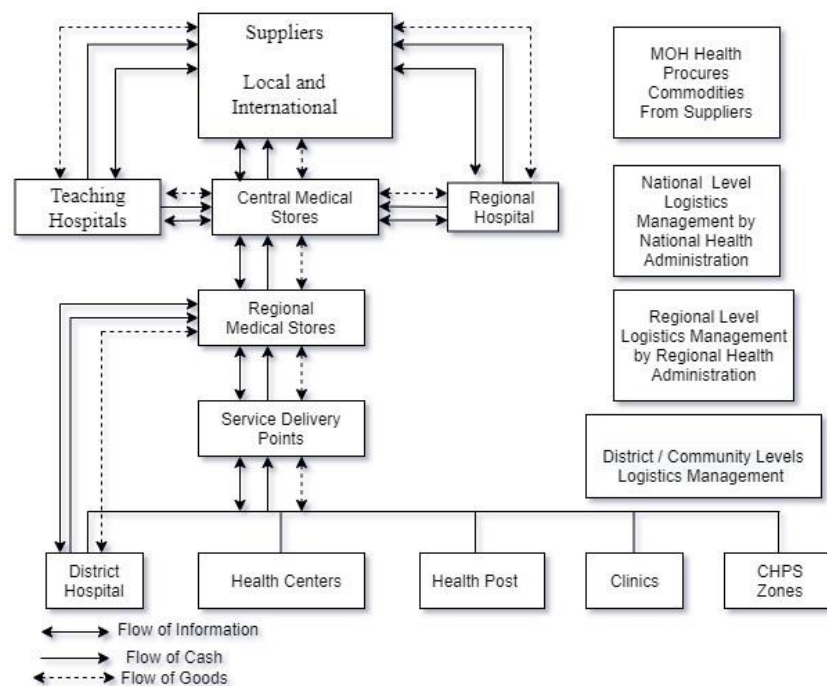 Suppliers
Local and
International
MOH Health
Procures
Commodities
From Suppliers
Teaching
Hospitals
Central Medical
Stores
Regional
Hospital
National Level
Logistics
Management by
National Health
Administration
Regional
Medical Stores
Regional Level
Logistics Management
by Regional Health
Administration
Service Delivery
Points
District / Community Levels
Logistics Management
District
Hospital
Health Centers
Health Post
Clinics
CHPS
Zones
Flow of Information
Flow of Cash
Flow of Goods